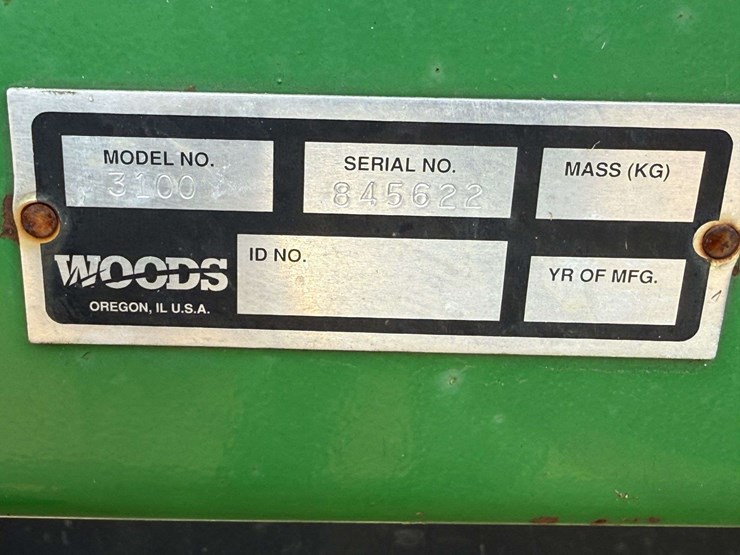 MODEL NO.
3100
SERIAL NO.
845622
MASS (KG)
WOODS
OREGON, IL U.S.A.
ID NO.
YR OF MFG.